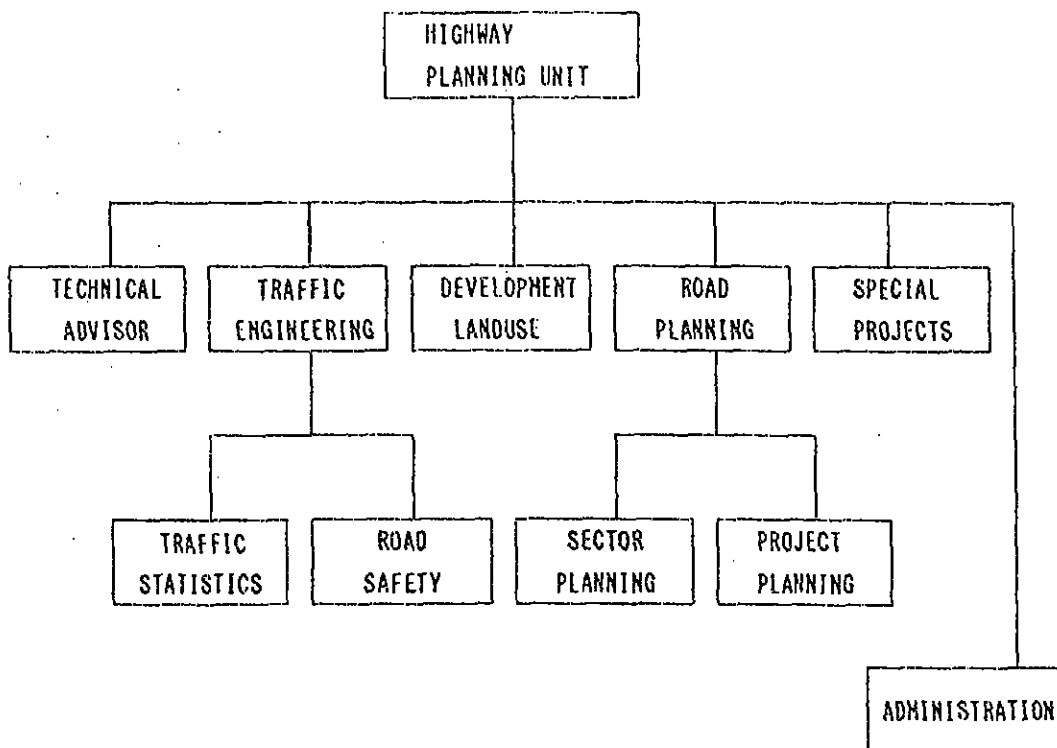 HIGHWAY
PLANNING UNIT
TECHNICAL
ADVISOR
TRAFFIC
ENGINEERING
DEVELOPMENT
LANDUSE
ROAD
PLANNING
SPECIAL
PROJECTS
TRAFFIC
STATISTICS
ROAD
SAFETY
SECTOR
PLANNING
PROJECT
PLANNING
ADMINISTRATION